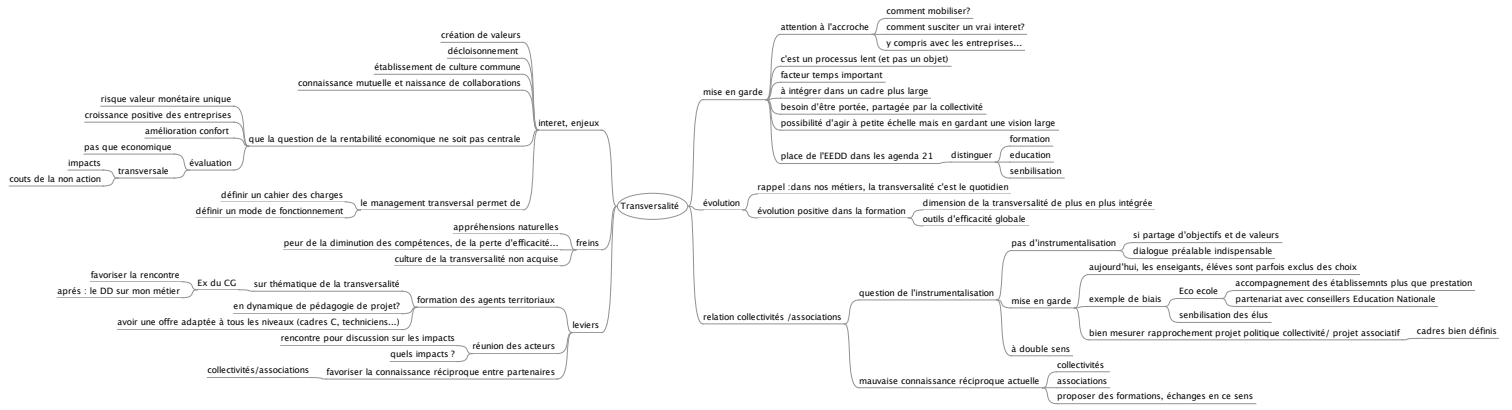 Transversalité
intéret, enjeux
création de valeurs
décloisonnement
établissement de culture commune
connaissance mutuelle et naissance de collaborations
que la question de la rentabilité economique ne soit pas centrale
risque valeur monétaire unique
croissance positive des entreprises
amélioration confort
évaluation
pas que economique
transversale
impacts
couts de la non action
le management transversal permet de
définir un cahier des charges
définir un mode de fonctionnement
freins
appréhensions naturelles
peur de la diminution des compétences, de la perte d'efficacité...
culture de la transversalité non acquise
leviers
formation des agents territoriaux
sur thématique de la transversalité
Ex du CG
favoriser la rencontre
aprés : le DD sur mon métier
en dynamique de pédagogie de projet?
avoir une offre adaptée à tous les niveaux (cadres C, techniciens...)
réunion des acteurs
rencontre pour discussion sur les impacts
quels impacts ?
favoriser la connaissance réciproque entre partenaires
collectivités/associations
mise en garde
attention à l'accroche
comment mobiliser?
comment susciter un vrai interet?
y compris avec les entreprises...
c'est un processus lent (et pas un objet)
facteur temps important
à intégrer dans un cadre plus large
besoin d'être portée, partagée par la collectivité
possibilité d'agir à petite échelle mais en gardant une vision large
place de l'EEDD dans les agenda 21
distinguer
formation
education
senbilisation
évolution
rappel :dans nos métiers, la transversalité c'est le quotidien
évolution positive dans la formation
dimension de la transversalité de plus en plus intégrée
outils d'efficacité globale
relation collectivités /associations
question de l'instrumentalisation
pas d'instrumentalisation
si partage d'objectifs et de valeurs
dialogue préalable indispensable
mise en garde
aujourd'hui, les enseigants, éléves sont parfois exclus des choix
exemple de biais
Eco ecole
accompagnement des établissemnts plus que prestation
partenariat avec conseillers Education Nationale
senbilisation des élus
bien mesurer rapprochement projet politique collectivité/ projet associatif
cadres bien définis
à double sens
mauvaise connaissance réciproque actuelle
collectivités
associations
proposer des formations, échanges en ce sens